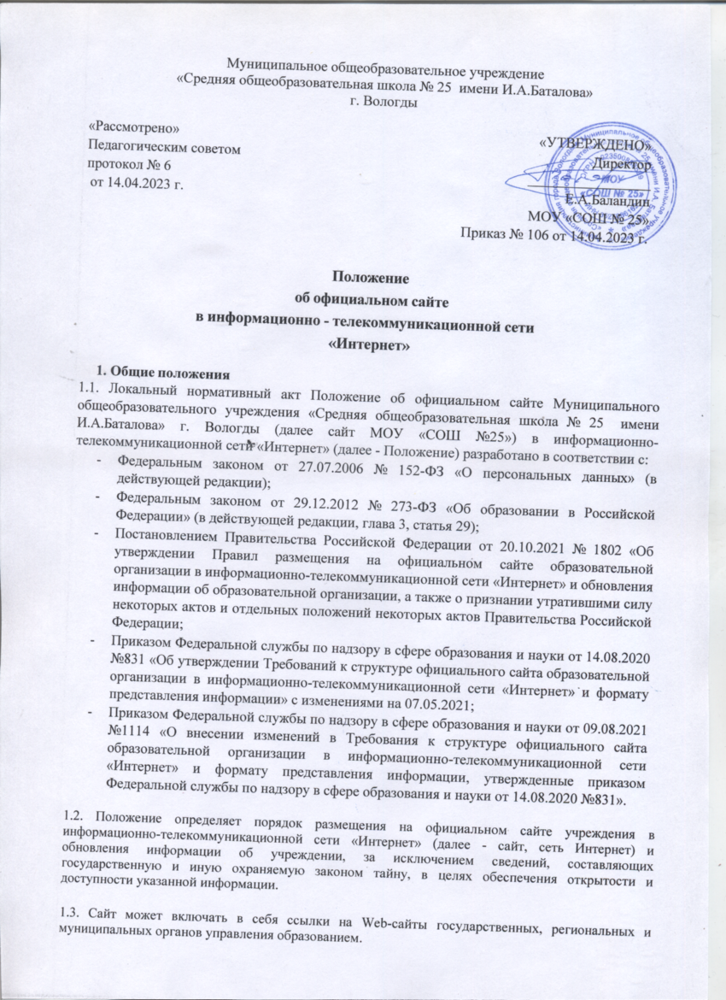 Муниципальное общеобразовательное учреждение
«Средняя общеобразовательная школа № 25 имени И.А.Баталова»
г. Вологды
«Рассмотрено»
Педагогическим советом
протокол № 6
от 14.04.2023 г.
«УТВЕРЖДЕНО»
Директор
Е.А.Баландин
МОУ «СОШ № 25»
Приказ № 106 от 14.04.2023 г.
МОУ
«СОШ № 25»
Положение
об официальном сайте
в информационно - телекоммуникационной сети
«Интернет»
1. Общие положения
1.1. Локальный нормативный акт Положение об официальном сайте Муниципального
общеобразовательного учреждения «Средняя общеобразовательная школа № 25 имени
И.А.Баталова» г. Вологды (далее сайт МОУ «СОШ №25») в информационно-
телекоммуникационной сети «Интернет» (далее - Положение) разработано в соответствии с:
- Федеральным законом от 27.07.2006 № 152-ФЗ «О персональных данных» (в
действующей редакции);
- Федеральным законом от 29.12.2012 № 273-ФЗ «Об образовании в Российской
Федерации» (в действующей редакции, глава 3, статья 29);
- Постановлением Правительства Российской Федерации от 20.10.2021 № 1802 «Об
утверждении Правил размещения на официальном сайте образовательной
организации в информационно-телекоммуникационной сети «Интернет» и обновления
информации об образовательной организации, а также о признании утратившими силу
некоторых актов и отдельных положений некоторых актов Правительства Российской
Федерации;
- Приказом Федеральной службы по надзору в сфере образования и науки от 14.08.2020
№831 «Об утверждении Требований к структуре официального сайта образовательной
организации в информационно-телекоммуникационной сети «Интернет» и формату
представления информации» с изменениями на 07.05.2021;
- Приказом Федеральной службы по надзору в сфере образования и науки от 09.08.2021
№1114 «О внесении изменений в Требования к структуре официального сайта
образовательной организации в информационно-телекоммуникационной сети
«Интернет» и формату представления информации, утвержденные приказом
Федеральной службы по надзору в сфере образования и науки от 14.08.2020 №831».
1.2. Положение определяет порядок размещения на официальном сайте учреждения в
информационно-телекоммуникационной сети «Интернет» (далее - сайт, сеть Интернет) и
обновления информации об учреждении, за исключением сведений, составляющих
государственную и иную охраняемую законом тайну, в целях обеспечения открытости и
доступности указанной информации.
1.3. Сайт может включать в себя ссылки на Web-сайты государственных, региональных и
муниципальных органов управления образованием.